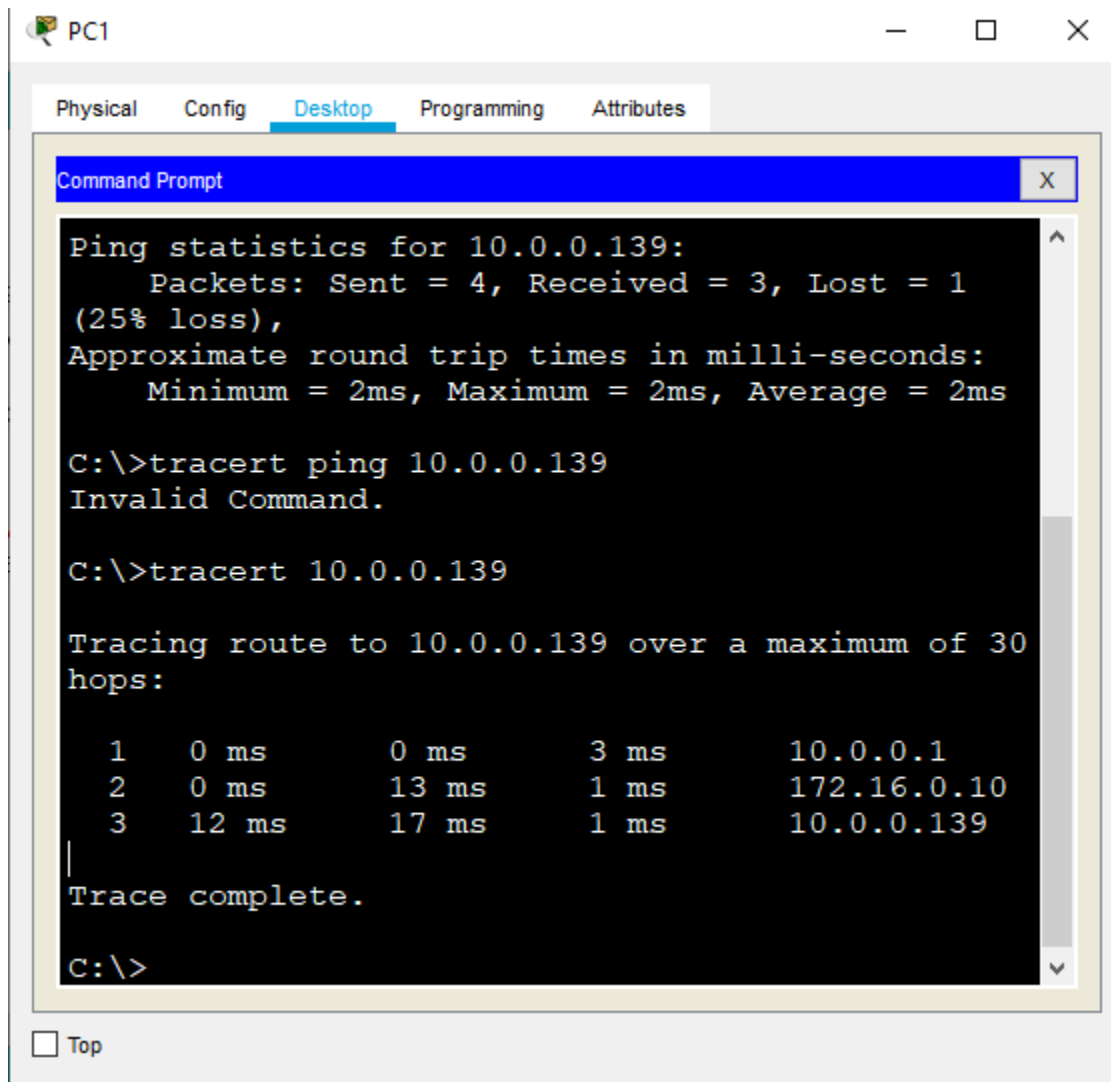 PC1
Physical Config Desktop Programming Attributes
Command Prompt X
Ping statistics for 10.0.0.139:
Packets: Sent = 4, Received = 3, Lost = 1
(25% loss),
Approximate round trip times in milli-seconds:
Minimum = 2ms, Maximum = 2ms, Average = 2ms
C:\>tracert ping 10.0.0.139
Invalid Command.
C:\>tracert 10.0.0.139
Tracing route to 10.0.0.139 over a maximum of 30
hops:
1 0 ms 0 ms 3 ms 10.0.0.1
2 0 ms 13 ms 1 ms 172.16.0.10
3 12 ms 17 ms 1 ms 10.0.0.139
Trace complete.
C:\>
Top